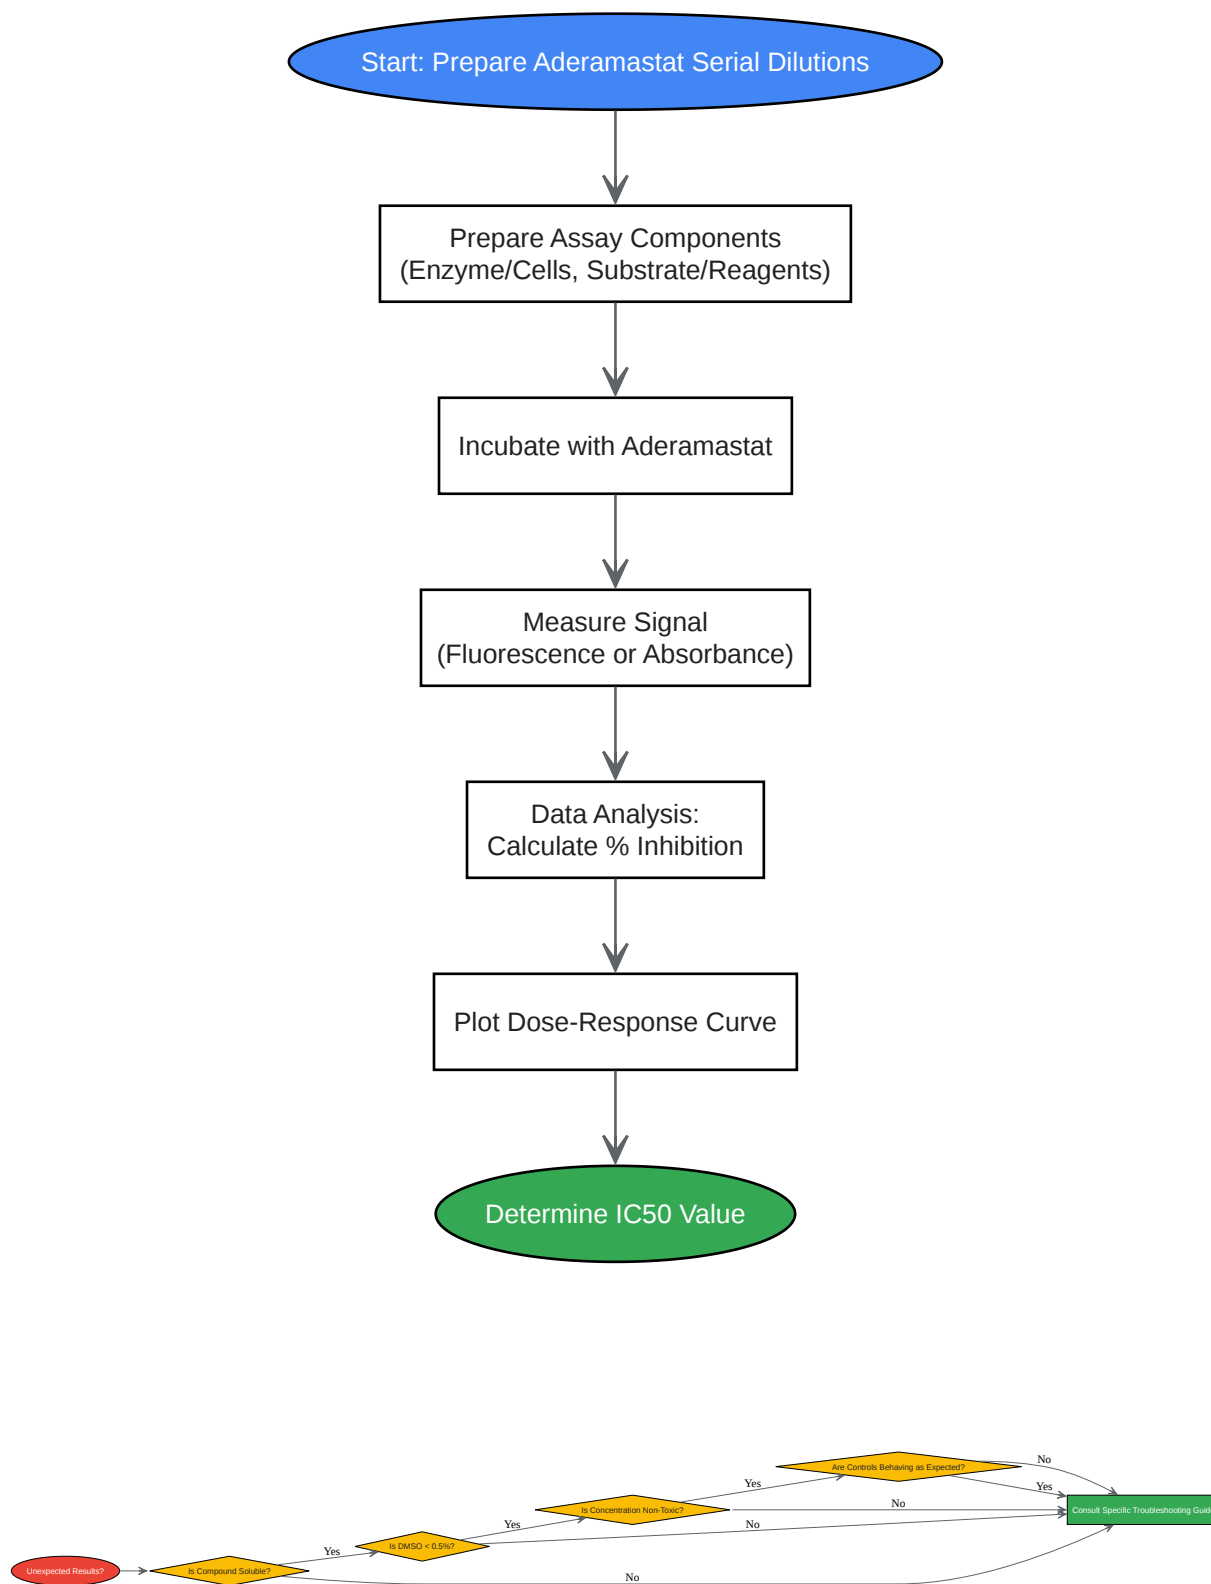 Start: Prepare Aderamastat Serial Dilutions
Prepare Assay Components
(Enzyme/Cells, Substrate/Reagents)
Incubate with Aderamastat
Measure Signal
(Fluorescence or Absorbance)
Data Analysis:
Calculate % Inhibition
Plot Dose-Response Curve
Determine IC50 Value
Unexpected Results?
Is Compound Soluble?
Yes
No
Is DMSO < 0.5%?
Yes
No
Is Concentration Non-Toxic?
Yes
No
Are Controls Behaving as Expected?
No
Yes
Consult Specific Troubleshooting Guide